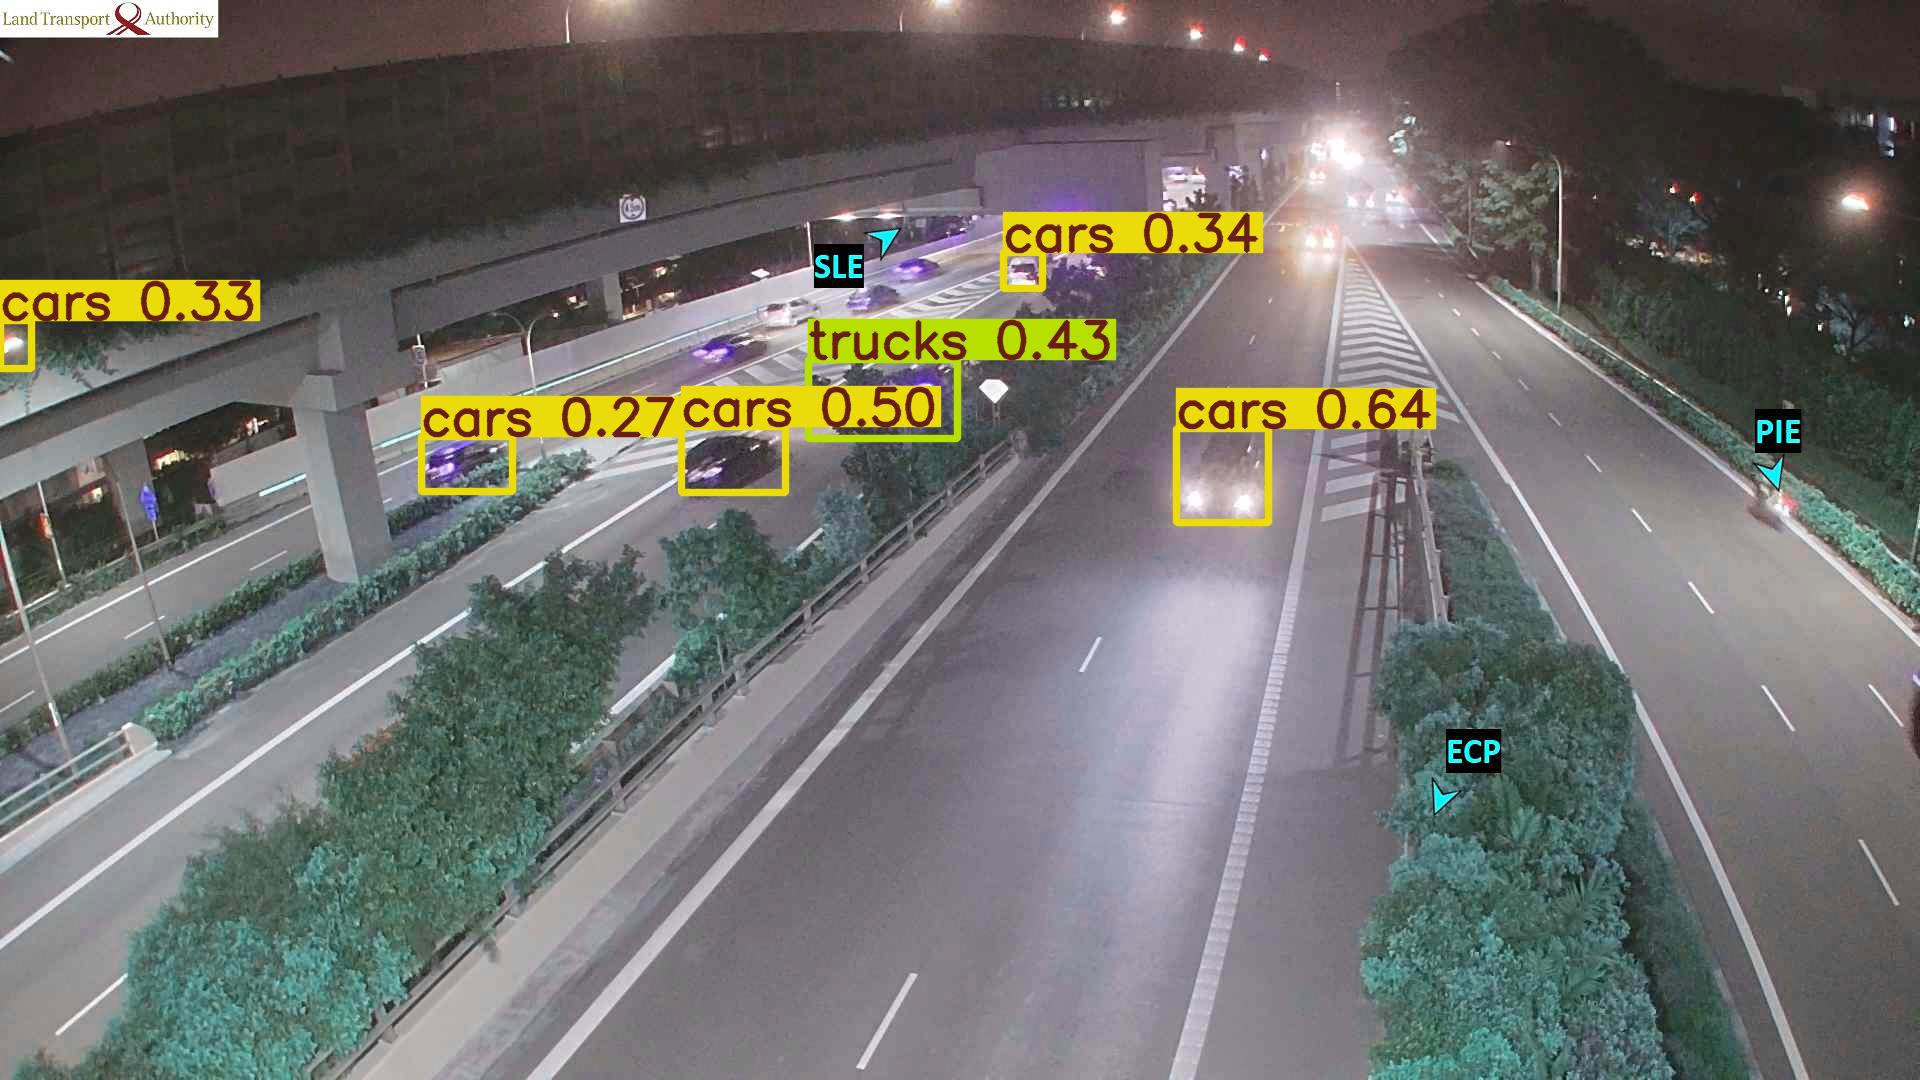 Land Transport Authority
cars 0.34
SLE
cars 0.33
trucks 0.43
cars 0.27
cars 0.50
cars 0.64
PIE
ECP